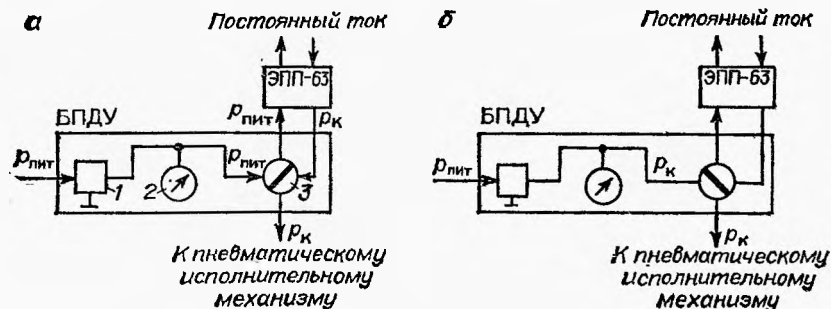 а
Постоянный ток
ЭПП-63
БПДУ
pпит
pк
pпит
pпит
1
2
3
pк
К пневматическому
исполнительному
механизму
б
Постоянный ток
ЭПП-63
БПДУ
pпит
pк
pк
К пневматическому
исполнительному
механизму